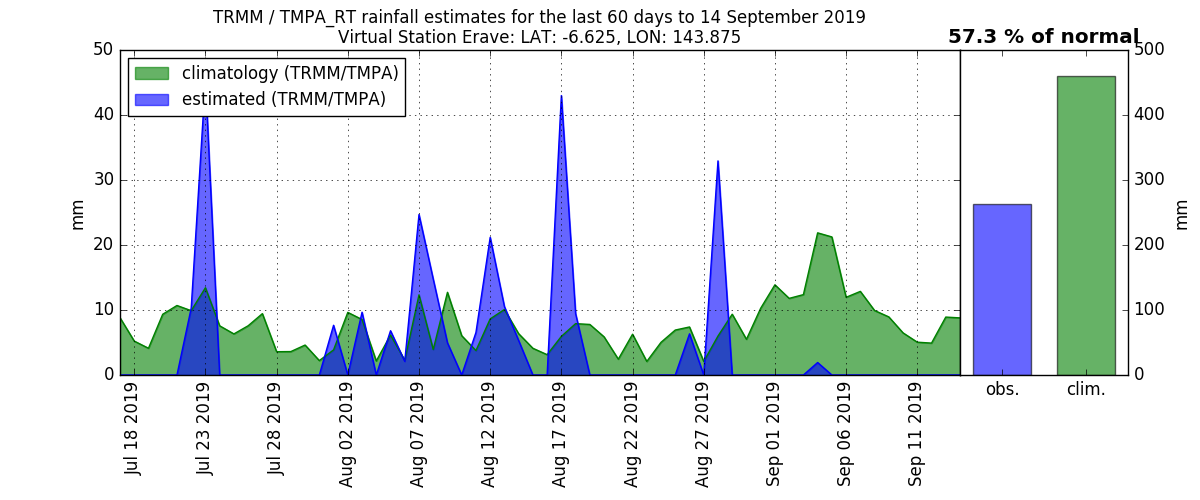 TRMM / TMPA_RT rainfall estimates for the last 60 days to 14 September 2019
Virtual Station Erave: LAT: -6.625, LON: 143.875
57.3 % of normal
climatology (TRMM/TMPA)
estimated (TRMM/TMPA)
50
40
30
20
10
0
mm
Jul 18 2019
Jul 23 2019
Jul 28 2019
Aug 02 2019
Aug 07 2019
Aug 12 2019
Aug 17 2019
Aug 22 2019
Aug 27 2019
Sep 01 2019
Sep 06 2019
Sep 11 2019
obs.
clim.
500
400
300
200
100
0
mm